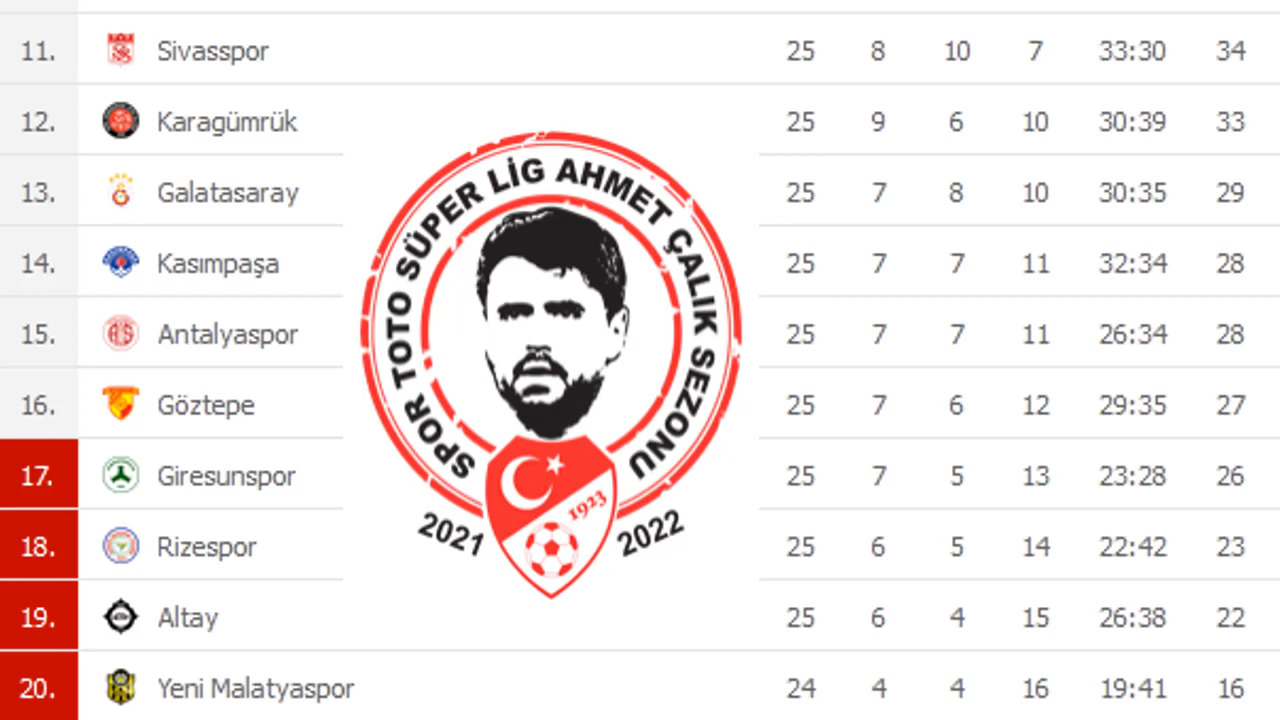 11. Sivasspor 25 8 10 7 33:30 34
12. Karagümrük 25 9 6 10 30:39 33
13. Galatasaray 25 7 8 10 30:35 29
14. Kasımpaşa 25 7 7 11 32:34 28
15. Antalyaspor 25 7 7 11 26:34 28
16. Göztepe 25 7 6 12 29:35 27
17. Giresunspor 25 7 5 13 23:28 26
18. Rizespor 25 6 5 14 22:42 23
19. Altay 25 6 4 15 26:38 22
20. Yeni Malatyaspor 24 4 4 16 19:41 16
SPOR TOTO SÜPER LİG AHMET ÇALIK SEZONU
1923
2021 2022